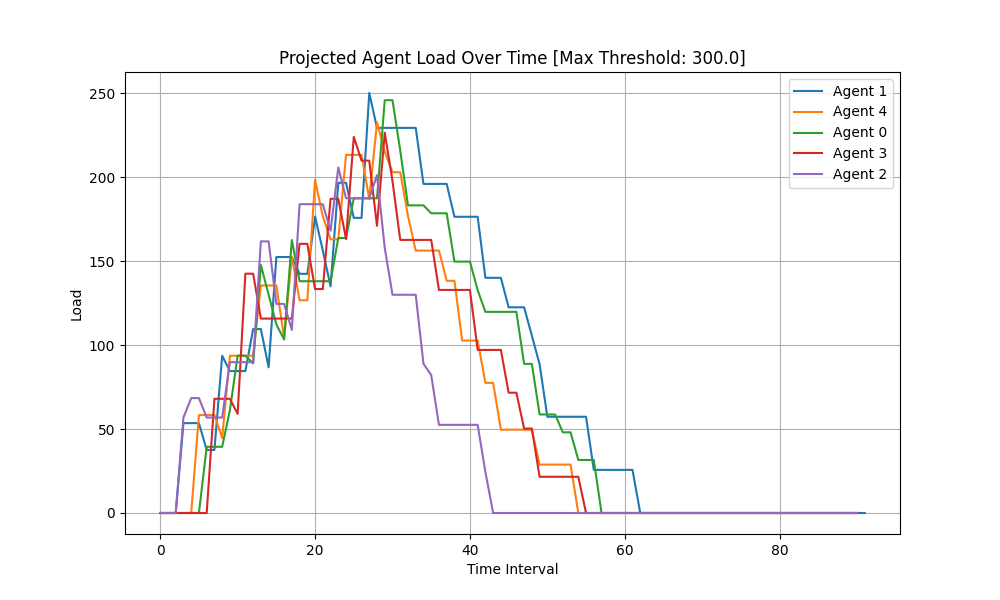 Projected Agent Load Over Time [Max Threshold: 300.0]
Agent 1
Agent 4
Agent 0
Agent 3
Agent 2
250
200
150
100
50
0
Load
0 20 40 60 80
Time Interval